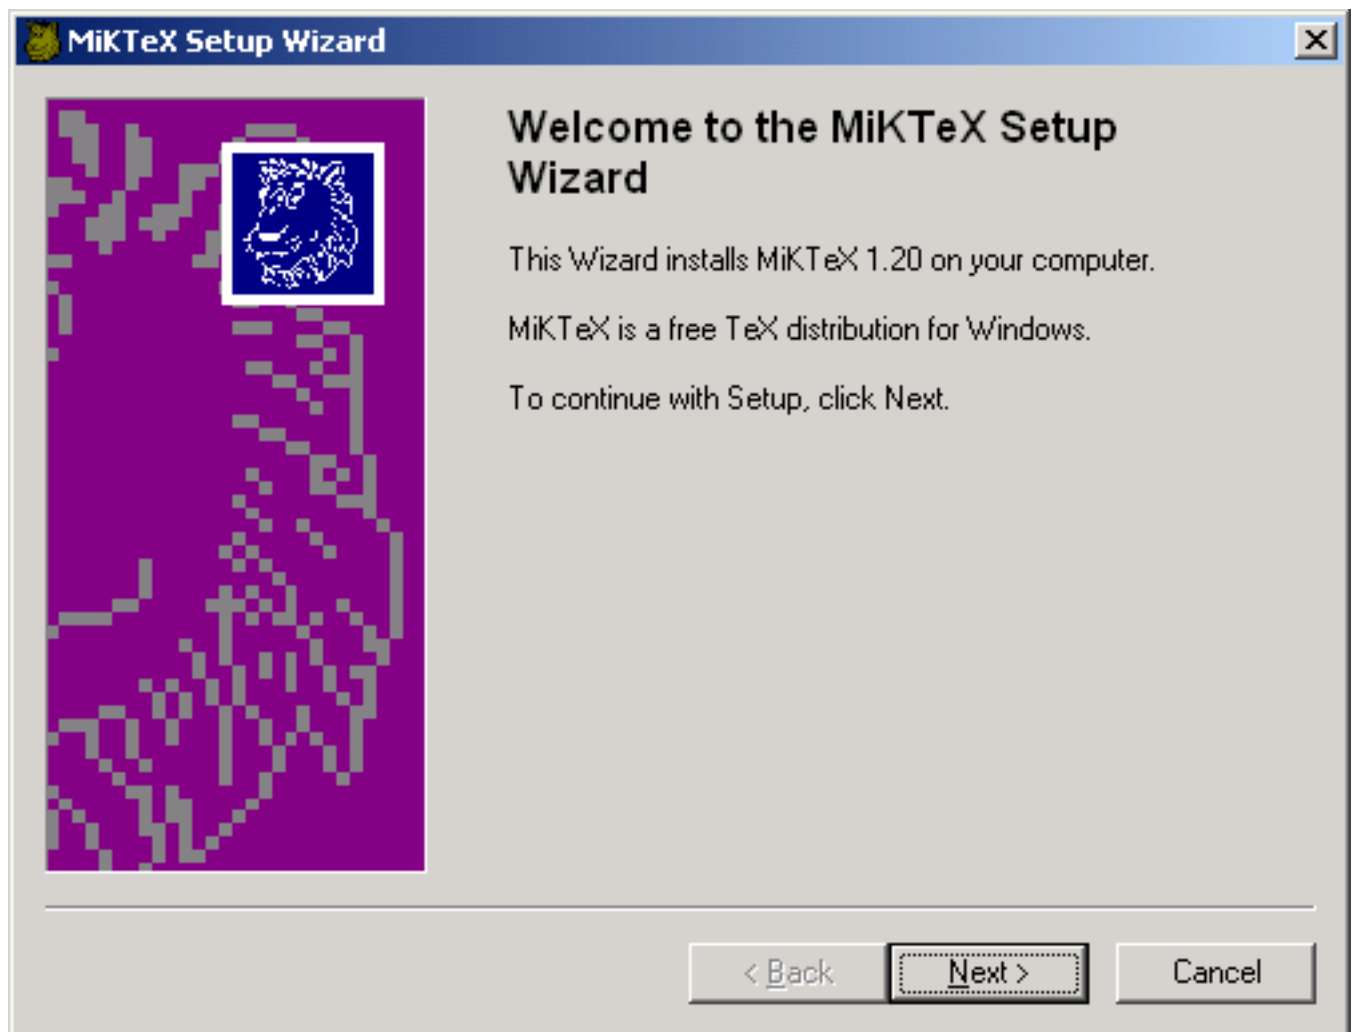 MiKTeX Setup Wizard
Welcome to the MiKTeX Setup
Wizard
This Wizard installs MiKTeX 1.20 on your computer.
MiKTeX is a free TeX distribution for Windows.
To continue with Setup, click Next.
< Back
Next >
Cancel